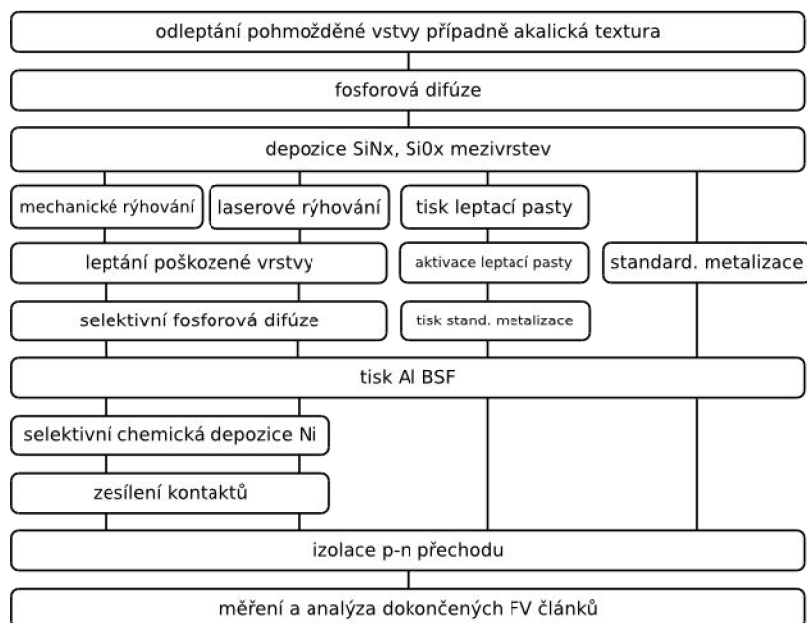 odleptání pohmožděné vrstvy případně akalická textura
fosforová difúze
depozice SiNx, Si0x mezivrstev
mechanické rýhování
laserové rýhování
tisk leptací pasty
leptání poškozené vrstvy
aktivace leptací pasty
standard. metalizace
selektivní fosforová difúze
tisk stand. metalizace
tisk Al BSF
selektivní chemická depozice Ni
zesílení kontaktů
izolace p-n přechodu
měření a analýza dokončených FV článků